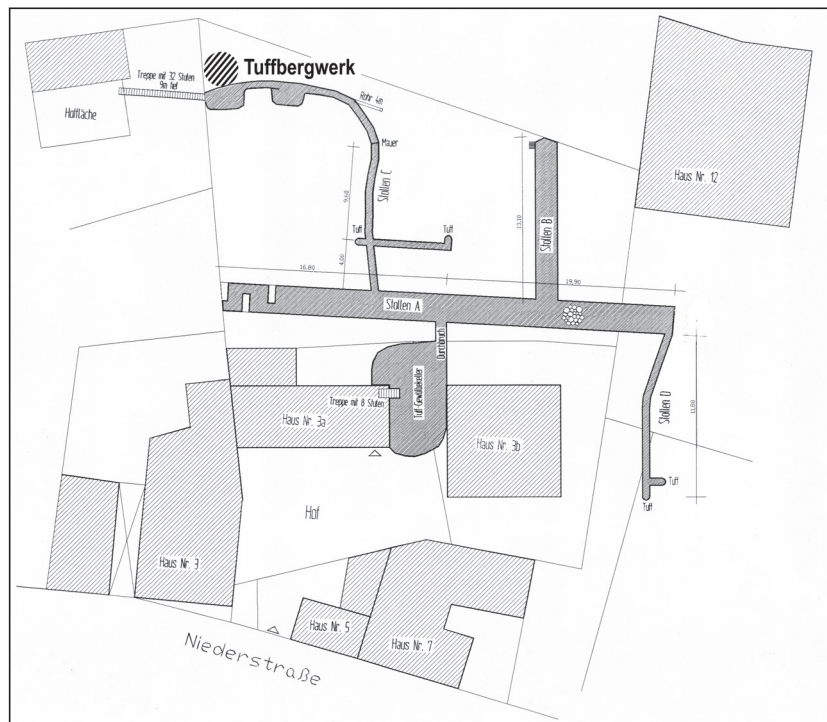 Tuffbergwerk
Treppe mit 32 Stufen
9m tief
Hoffläche
Rohr 4m
Mauer
Stollen C
9,60
13,10
Stollen B
Haus Nr. 12
Tuff
Tuff
16,80
4,00
19,90
Stollen A
Durchbruch
Tuf-Gewölbekeller
Treppe mit 8 Stufen
Haus Nr. 3a
Haus Nr. 3b
Stollen D
11,80
Tuff
Tuff
Hof
Haus Nr. 3
Haus Nr. 5
Haus Nr. 7
Niederstraße